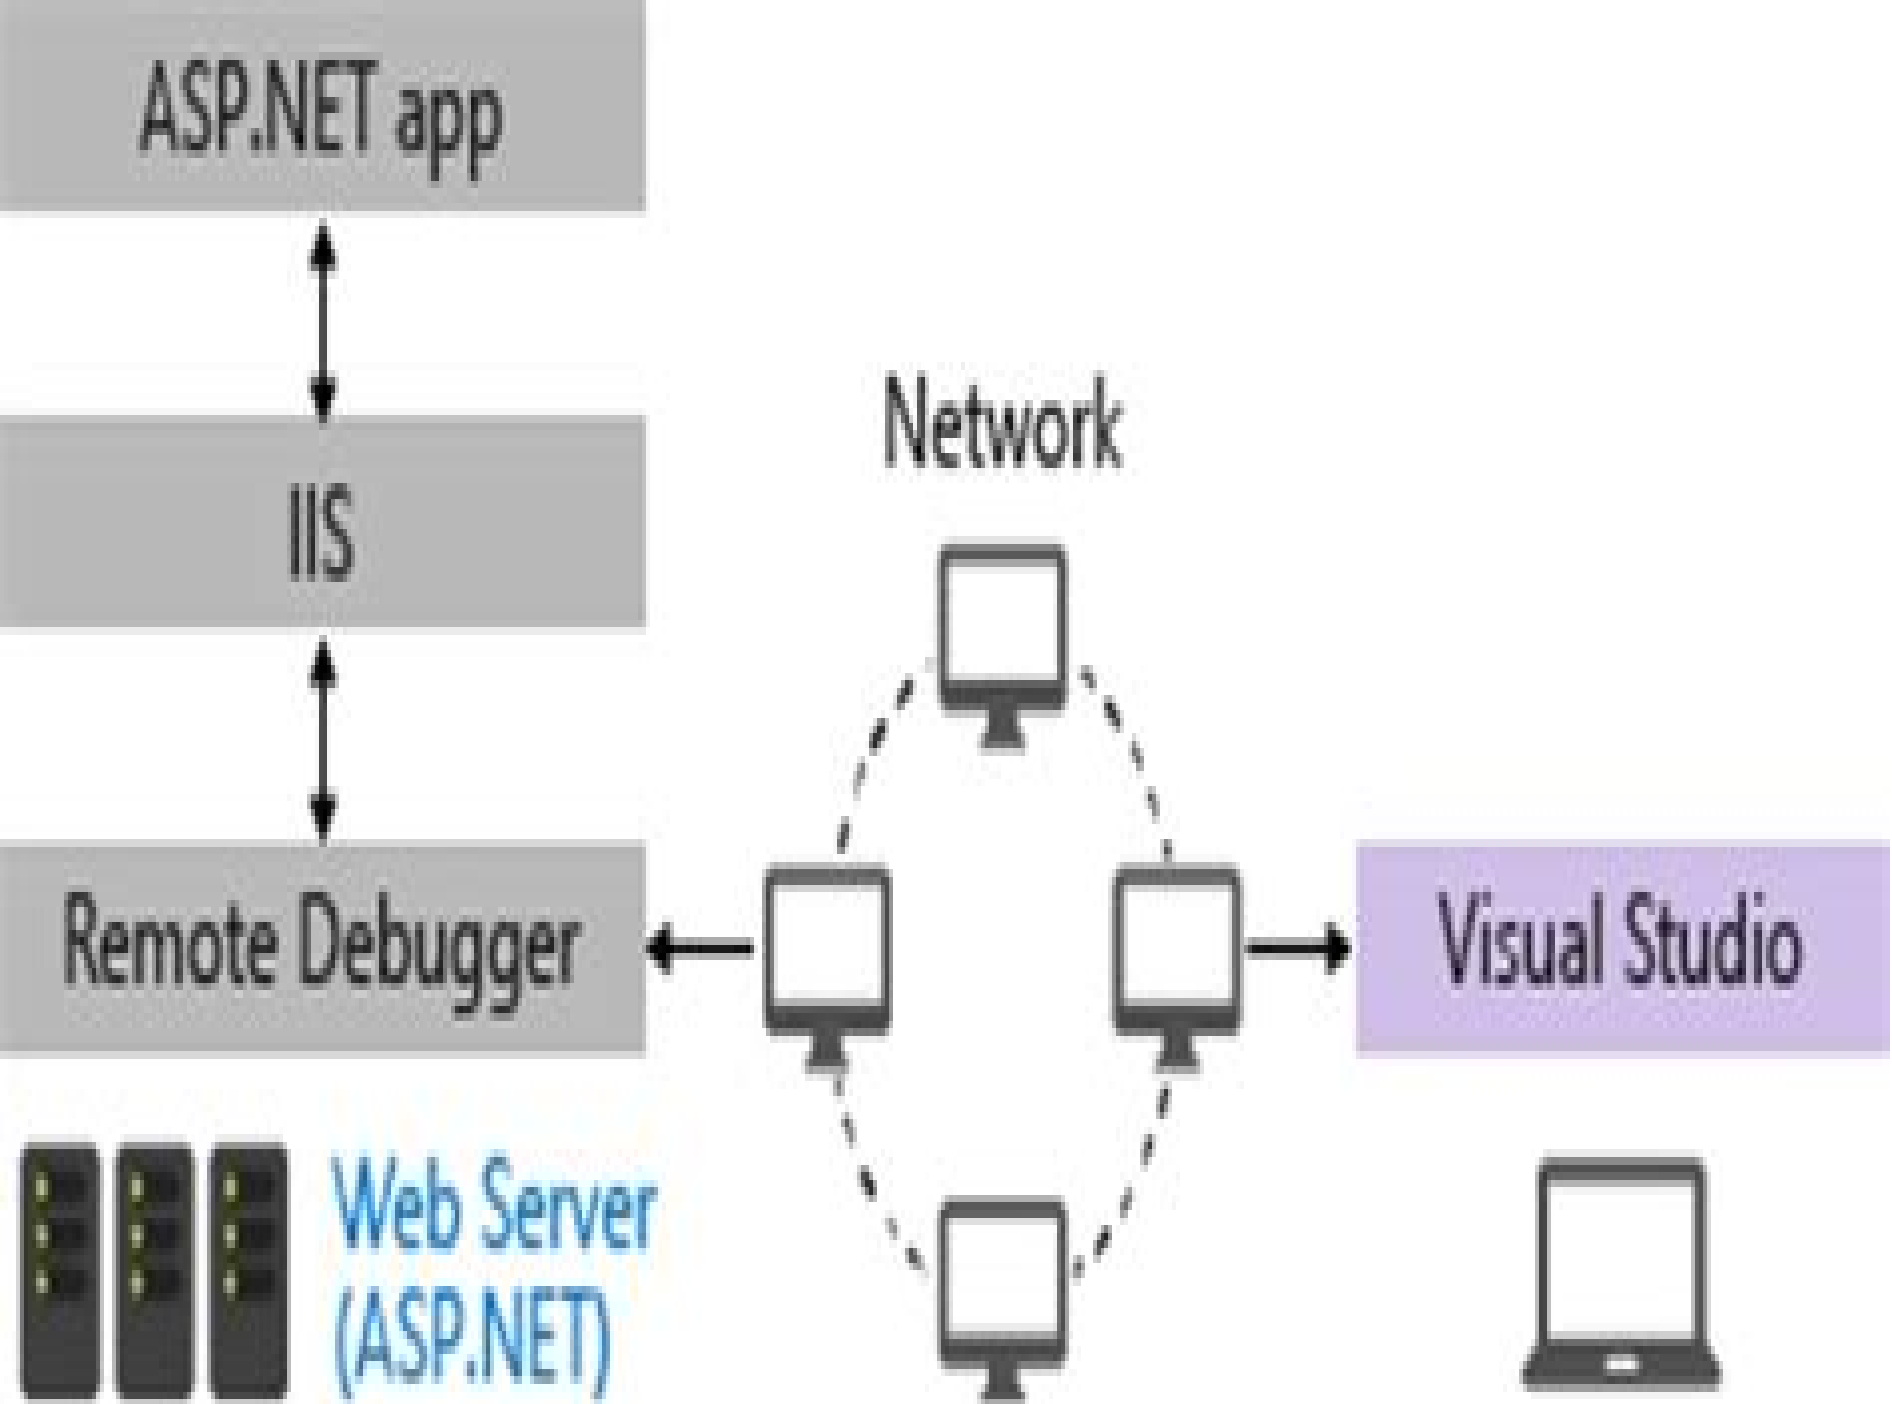 ASP.NET app
IIS
Network
Remote Debugger
Visual Studio
Web Server
(ASP.NET)